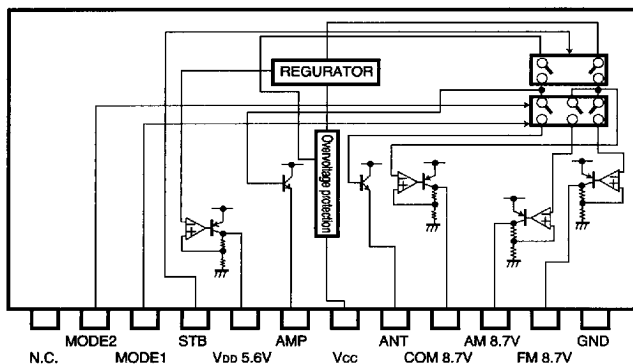 REGURATOR
Overvoltage protection
MODE2 STB AMP ANT AM 8.7V GND
N.C. MODE1 VDD 5.6V VCC COM 8.7V FM 8.7V